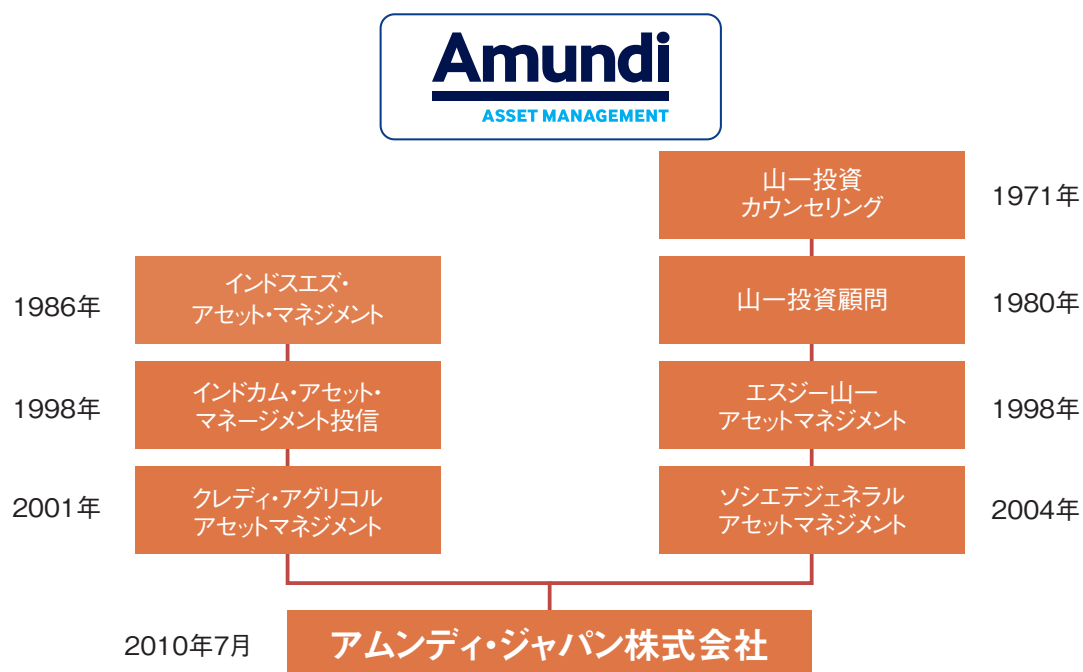 Amundi
ASSET MANAGEMENT
山一投資
カウンセリング
1971年
1986年
インドスエズ・
アセット・マネジメント
山一投資顧問
1980年
1998年
インドカム・アセット・
マネージメント投信
エスジー山一
アセットマネジメント
1998年
2001年
クレディ・アグリコル
アセットマネジメント
ソシエテジェネラル
アセットマネジメント
2004年
2010年7月
アムンディ・ジャパン株式会社